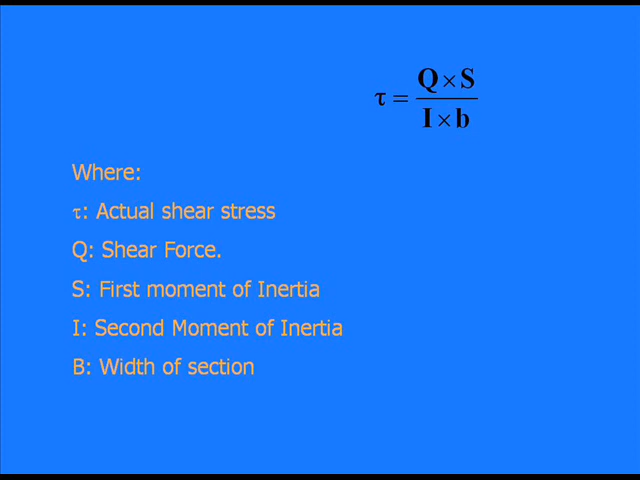 τ = Q × S / I × b
Where:
τ: Actual shear stress
Q: Shear Force.
S: First moment of Inertia
I: Second Moment of Inertia
B: Width of section